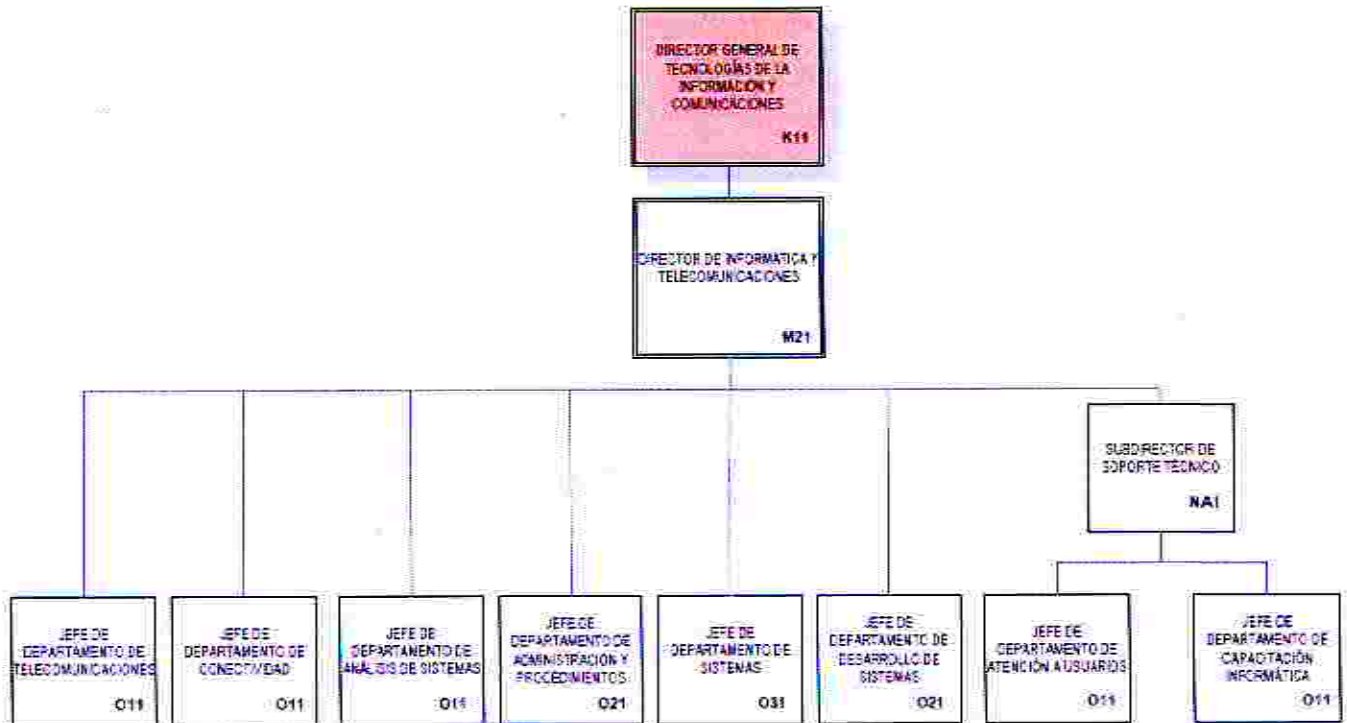 DIRECTOR GENERAL DE
TECNOLOGÍAS DE LA
INFORMACIÓN Y
COMUNICACIONES
K11
DIRECTOR DE INFORMÁTICA Y
TELECOMUNICACIONES
M21
SUBDIRECTOR DE
SOPORTE TÉCNICO
NA1
JEFE DE
DEPARTAMENTO DE
TELECOMUNICACIONES
O11
JEFE DE
DEPARTAMENTO DE
CONECTIVIDAD
O11
JEFE DE
DEPARTAMENTO DE
ANÁLISIS DE SISTEMAS
O11
JEFE DE
DEPARTAMENTO DE
ADMINISTRACIÓN Y
PROCEDIMIENTOS
O21
JEFE DE
DEPARTAMENTO DE
SISTEMAS
O31
JEFE DE
DEPARTAMENTO DE
DESARROLLO DE
SISTEMAS
O21
JEFE DE
DEPARTAMENTO DE
ATENCIÓN A USUARIOS
O11
JEFE DE
DEPARTAMENTO DE
CAPACITACIÓN
INFORMÁTICA
O11